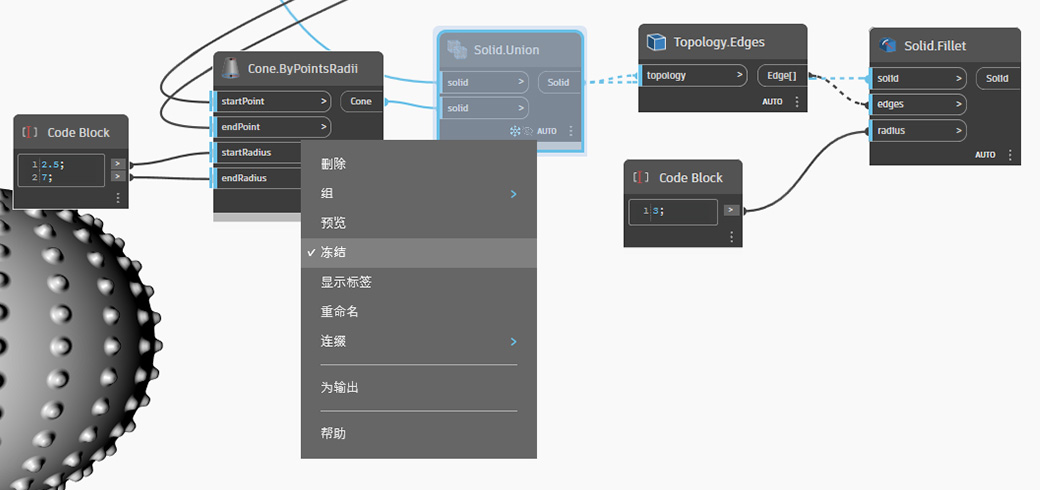 Code Block
1 2.5;
>
2 7;
>
Cone.ByPointsRadii
startPoint >
Cone
endPoint >
startRadius
endRadius
Solid.Union
solid >
Solid
solid >
AUTO
Topology.Edges
topology >
Edge[]
AUTO
Code Block
1 3;
>
Solid.Fillet
solid >
Solid
edges >
radius >
AUTO
删除
组 >
预览
✓ 冻结
显示标签
重命名
连缀 >
为输出
帮助